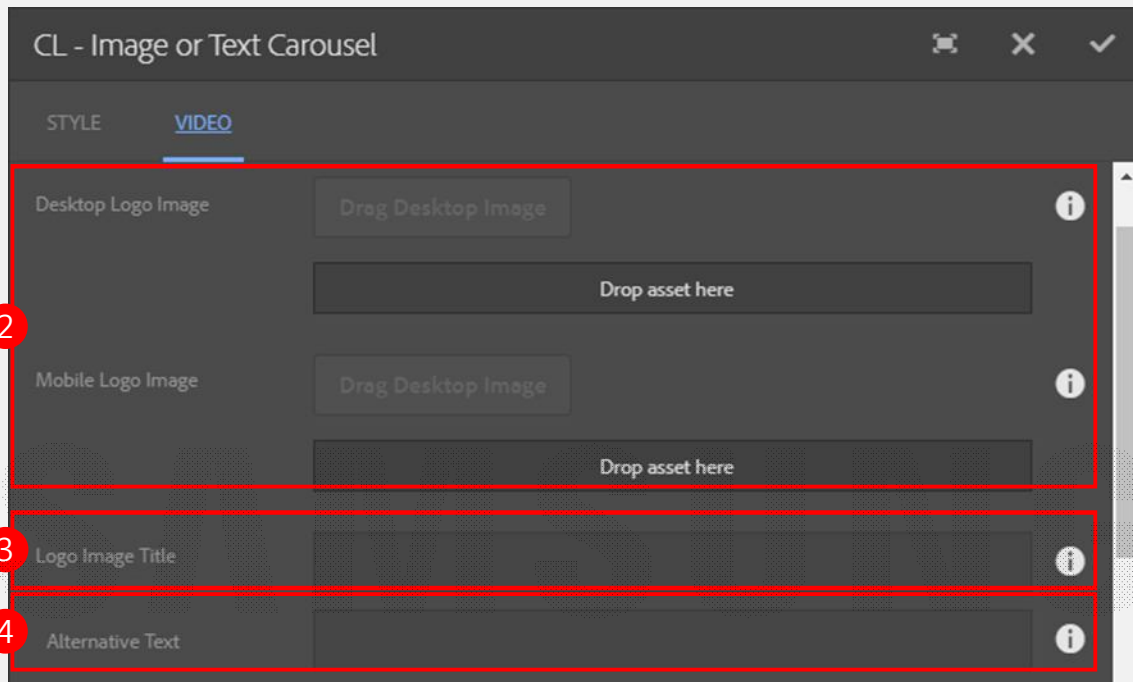 CL - Image or Text Carousel
STYLE VIDEO
Desktop Logo Image Drag Desktop Image
Drop asset here
2
Mobile Logo Image Drag Desktop Image
Drop asset here
3 Logo Image Title
4 Alternative Text
SAMSUNG